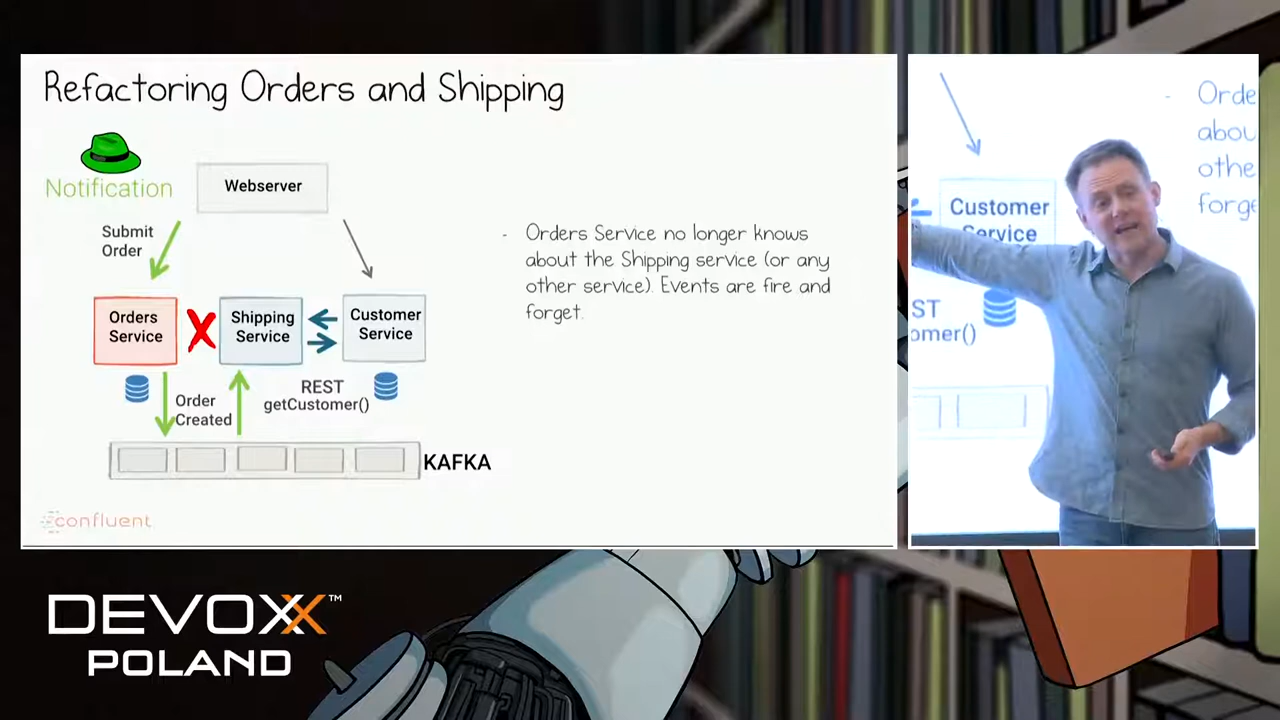 Refactoring Orders and Shipping
Notification
Webserver
Submit
Order
Orders
Service
X
Shipping
Service
Customer
Service
Order
Created
REST
getCustomer()
KAFKA
confluent
- Orders Service no longer knows
about the Shipping service (or any
other service). Events are fire and
forget.
- Orde
abou
othe
forge
Customer
Service
ST
omer()
DEVOXX™
POLAND